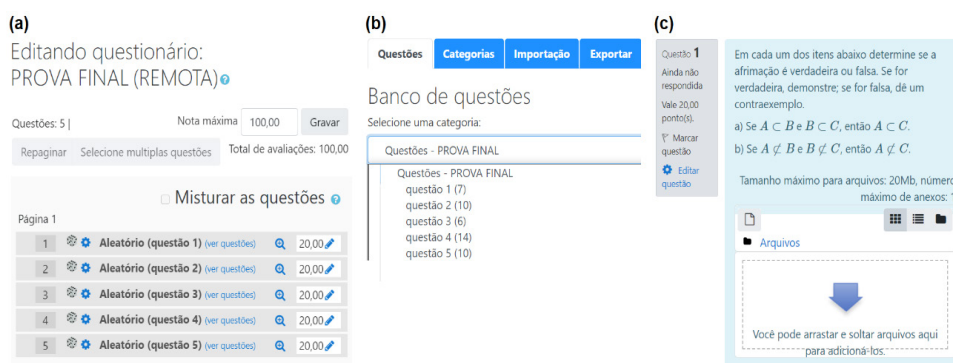 (a)
Editando questionário:
PROVA FINAL (REMOTA)
Questões: 5 | Nota máxima 100,00 Gravar
Repaginar Selecione multiplas questões Total de avaliações: 100,00
Misturar as questões
Página 1
1 Aleatório (questão 1) (ver questões) 20,00
2 Aleatório (questão 2) (ver questões) 20,00
3 Aleatório (questão 3) (ver questões) 20,00
4 Aleatório (questão 4) (ver questões) 20,00
5 Aleatório (questão 5) (ver questões) 20,00
(b)
Questões Categorias Importação Exportar
Banco de questões
Selecione uma categoria:
Questões - PROVA FINAL
Questões - PROVA FINAL
questão 1 (7)
questão 2 (10)
questão 3 (6)
questão 4 (14)
questão 5 (10)
(c)
Questão 1
Ainda não
respondida
Vale 20,00
ponto(s).
Marcar
questão
Editar
questão
Em cada um dos itens abaixo determine se a
afrimação é verdadeira ou falsa. Se for
verdadeira, demonstre; se for falsa, dê um
contraexemplo.
a) Se A ⊂ B e B ⊂ C, então A ⊂ C.
b) Se A ⊄ B e B ⊄ C, então A ⊄ C.
Tamanho máximo para arquivos: 20Mb, número
máximo de anexos: 1
Arquivos
Você pode arrastar e soltar arquivos aqui
para adicioná-los.